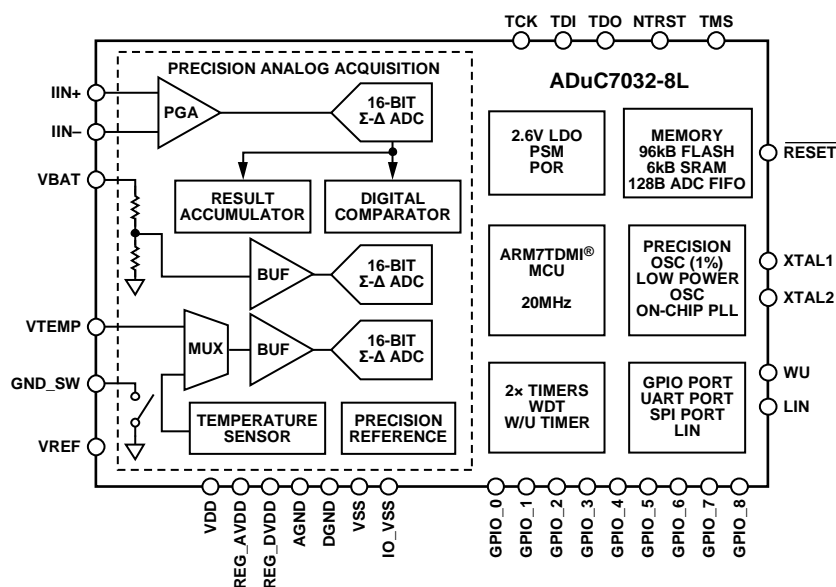 TCK
TDI
TDO
NTRST
TMS
PRECISION ANALOG ACQUISITION
ADuC7032-8L
IIN+
IIN–
PGA
16-BIT
Σ-Δ ADC
2.6V LDO
PSM
POR
MEMORY
96kB FLASH
6kB SRAM
128B ADC FIFO
RESET
VBAT
RESULT
ACCUMULATOR
DIGITAL
COMPARATOR
BUF
16-BIT
Σ-Δ ADC
ARM7TDMI®
MCU
20MHz
PRECISION
OSC (1%)
LOW POWER
OSC
ON-CHIP PLL
XTAL1
XTAL2
VTEMP
MUX
BUF
16-BIT
Σ-Δ ADC
GND_SW
TEMPERATURE
SENSOR
PRECISION
REFERENCE
2× TIMERS
WDT
W/U TIMER
GPIO PORT
UART PORT
SPI PORT
LIN
WU
LIN
VREF
VDD
REG_AVDD
REG_DVDD
AGND
DGND
VSS
IO_VSS
GPIO_0
GPIO_1
GPIO_2
GPIO_3
GPIO_4
GPIO_5
GPIO_6
GPIO_7
GPIO_8